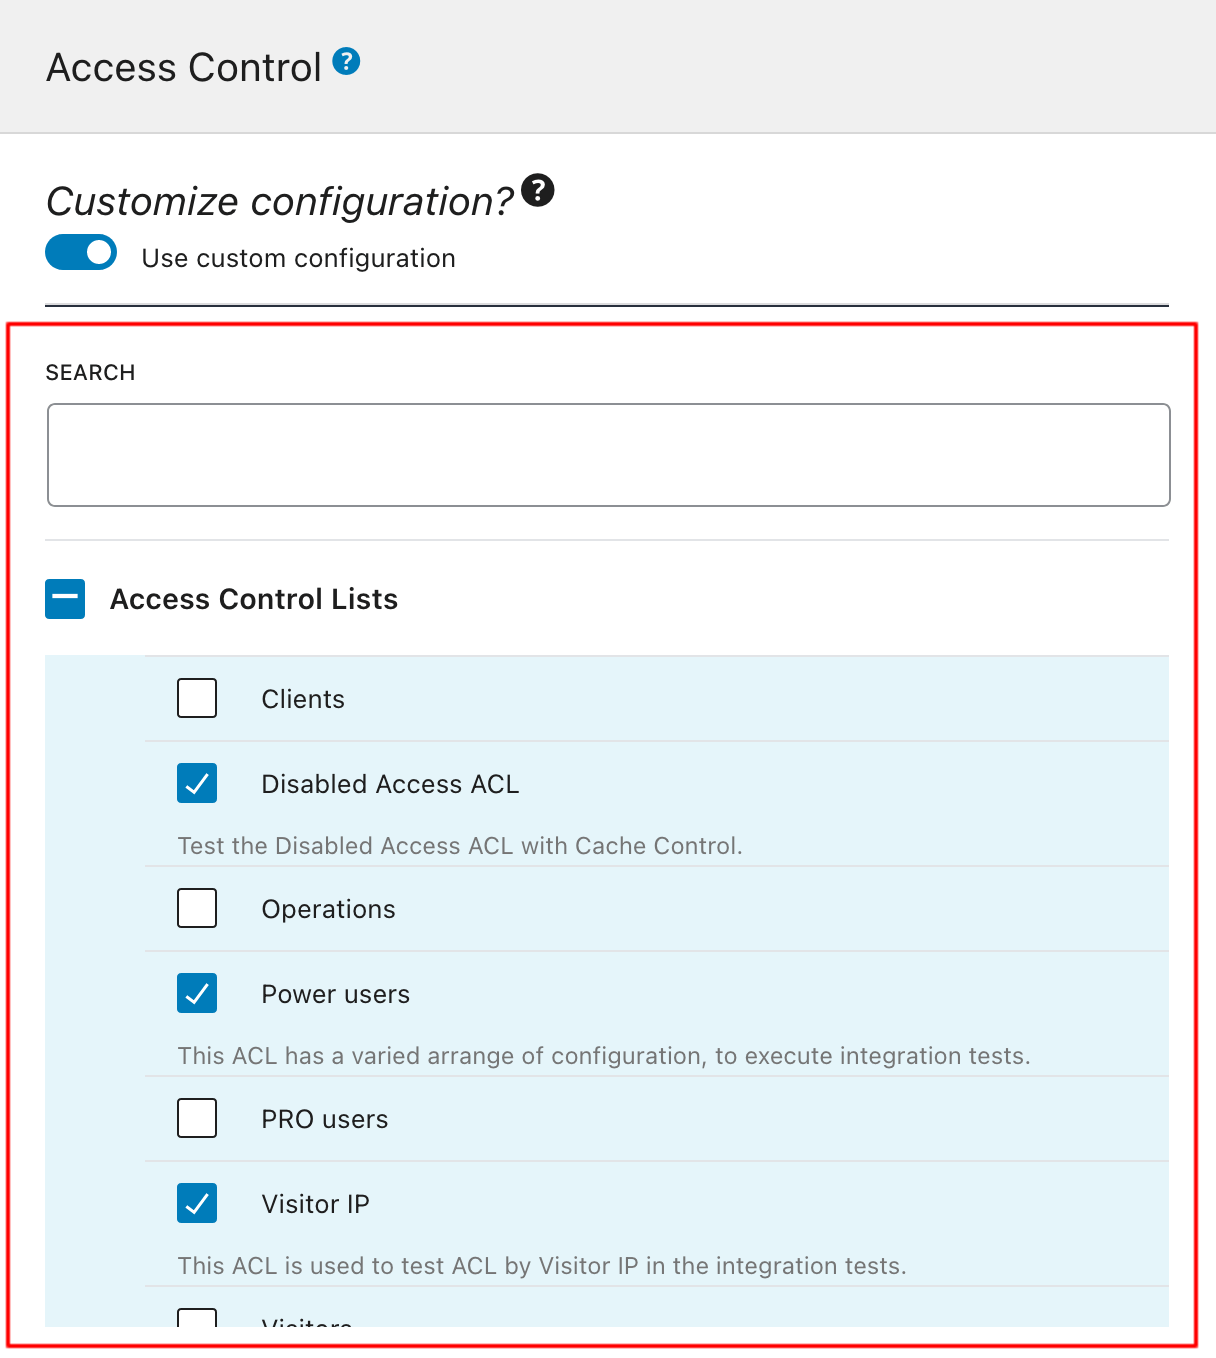 Access Control ?
Customize configuration? ?
Use custom configuration
SEARCH
Access Control Lists
Clients
Disabled Access ACL
Test the Disabled Access ACL with Cache Control.
Operations
Power users
This ACL has a varied arrange of configuration, to execute integration tests.
PRO users
Visitor IP
This ACL is used to test ACL by Visitor IP in the integration tests.
Visitors